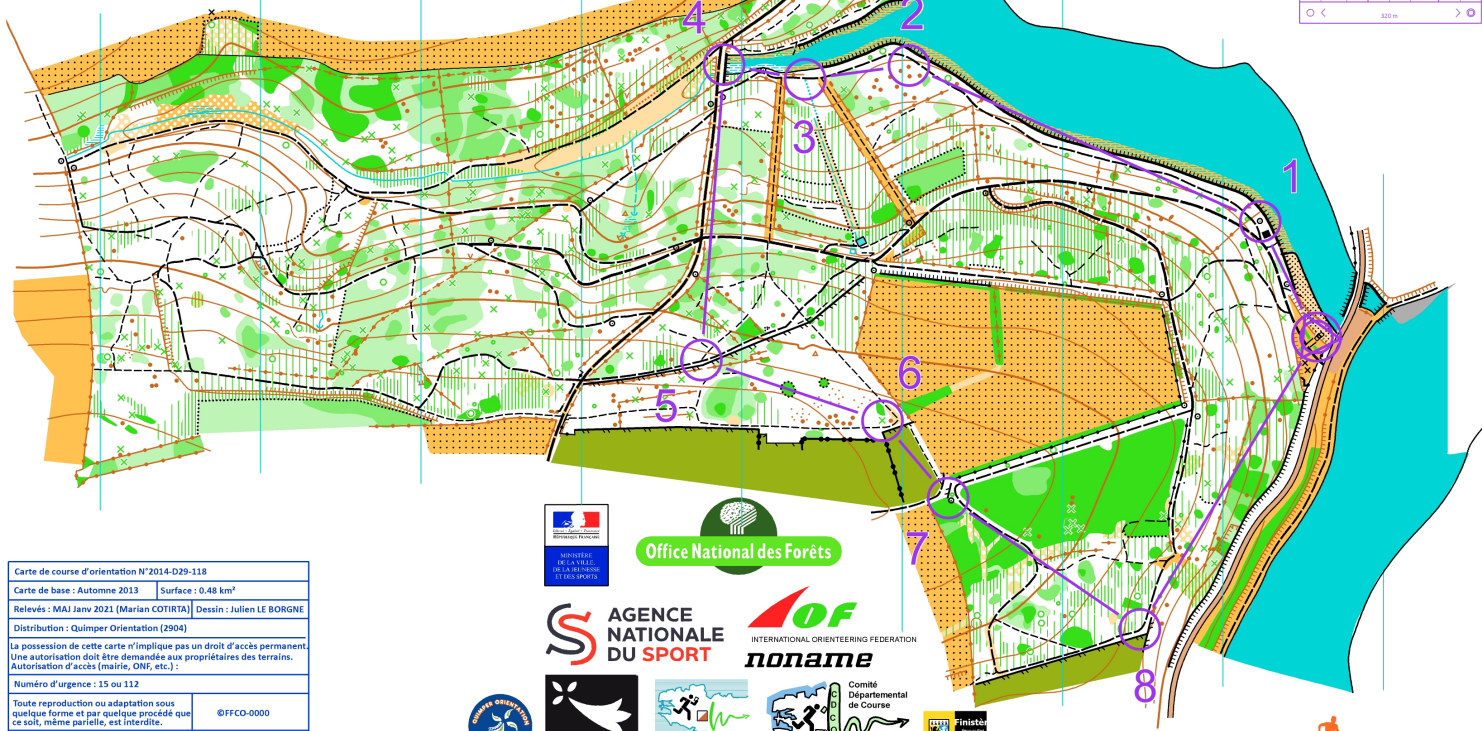 320 m
4
2
3
1
6
5
7
8
Carte de course d'orientation N°2014-D29-118
Carte de base : Automne 2013 Surface : 0.48 km²
Relevés : MAJ Janv 2021 (Marian COTIRTA) Dessin : Julien LE BORGNE
Distribution : Quimper Orientation (2904)
La possession de cette carte n'implique pas un droit d'accès permanent.
Une autorisation doit être demandée aux propriétaires des terrains.
Autorisation d'accès (mairie, ONF, etc.) :
Numéro d'urgence : 15 ou 112
Toute reproduction ou adaptation sous
quelque forme et par quelque procédé que
ce soit, même parielle, est interdite.
©FFCO-0000
RÉPUBLIQUE FRANÇAISE
MINISTÈRE
DE LA VILLE,
DE LA JEUNESSE
ET DES SPORTS
Office National des Forêts
AGENCE
NATIONALE
DU SPORT
IOF
INTERNATIONAL ORIENTEERING FEDERATION
noname
QUIMPER ORIENTATION
CDCO
Comité
Départemental
de Course
Finistère